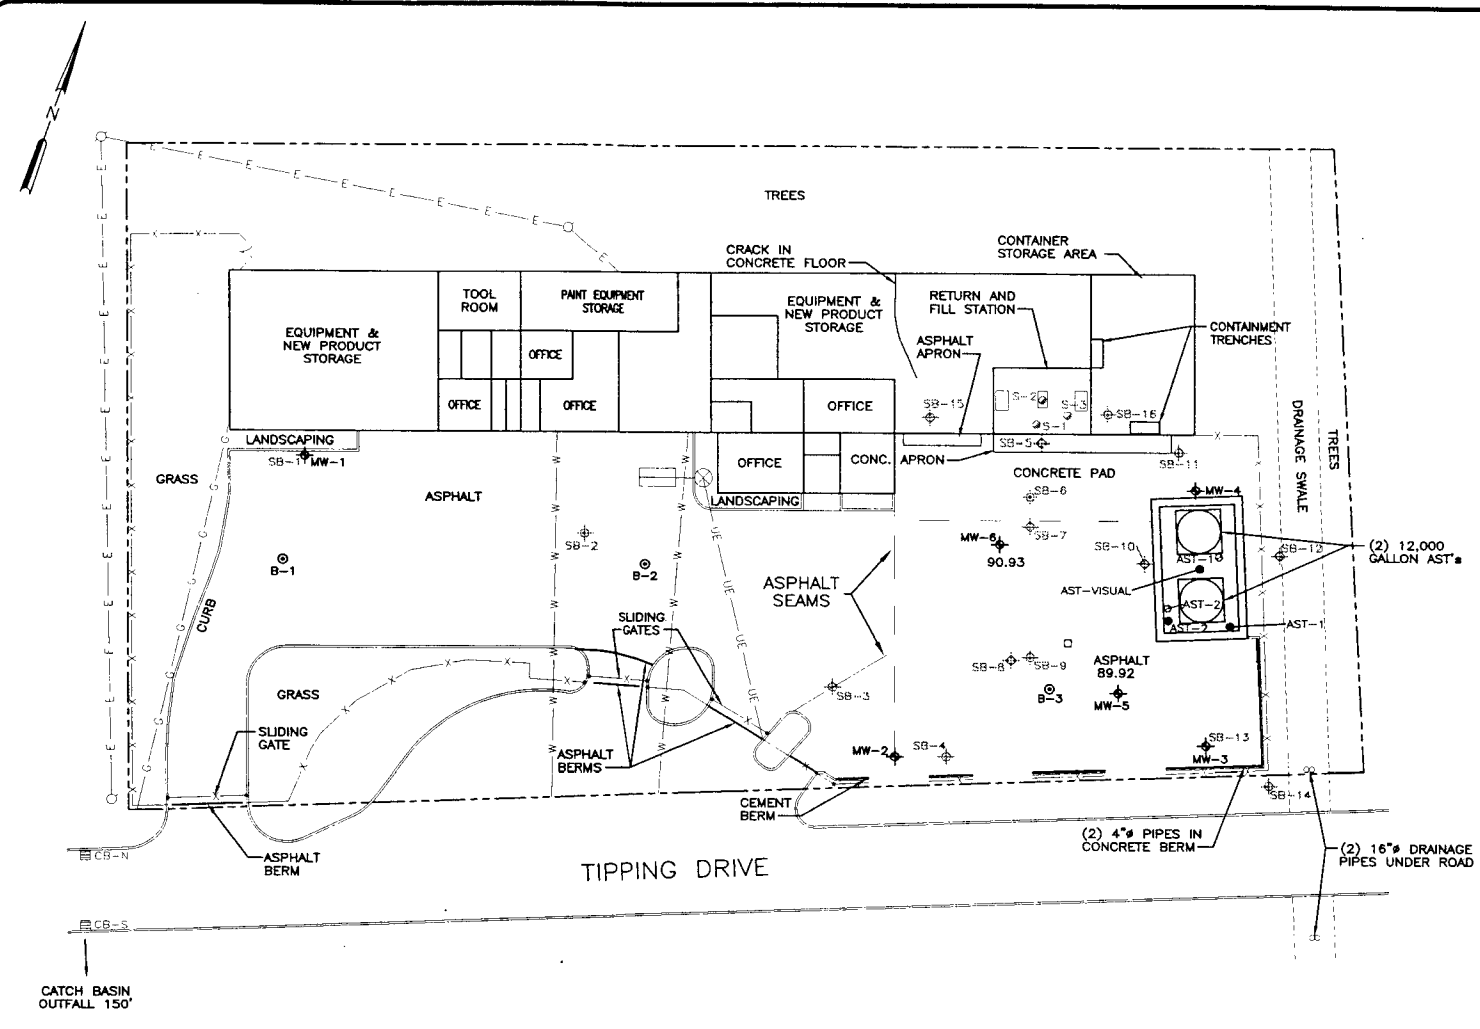 N
TREES
CRACK IN
CONCRETE FLOOR
CONTAINER
STORAGE AREA
TOOL
ROOM
PAINT EQUIPMENT
STORAGE
EQUIPMENT &
NEW PRODUCT
STORAGE
RETURN AND
FILL STATION
EQUIPMENT &
NEW PRODUCT
STORAGE
ASPHALT
APRON
CONTAINMENT
TRENCHES
OFFICE
OFFICE
OFFICE
OFFICE
SB-15
S-2
S-3
S-1
SB-16
LANDSCAPING
SB-1
MW-1
SB-5
GRASS
ASPHALT
OFFICE
CONC.
APRON
CONCRETE PAD
SB-11
DRAINAGE SWALE
TREES
LANDSCAPING
SB-6
MW-4
SB-2
SB-7
MW-6
90.93
SB-10
SB-12
(2) 12,000
GALLON AST's
B-1
B-2
ASPHALT
SEAMS
AST-10
AST-VISUAL
AST-2
AST-2
AST-1
CURB
SLIDING
GATES
SB-8
SB-9
ASPHALT
89.92
GRASS
SB-3
B-3
MW-5
SLIDING
GATE
ASPHALT
BERMS
MW-2
SB-4
SB-13
MW-3
CEMENT
BERM
SB-14
(2) 4"ø PIPES IN
CONCRETE BERM
(2) 16"ø DRAINAGE
PIPES UNDER ROAD
CB-N
ASPHALT
BERM
TIPPING DRIVE
CB-S
CATCH BASIN
OUTFALL 150'
E E E E E E E E
E E E E E E E E
G G G G G
W W W W W
W W W W
UE UE UE
X X X X X X